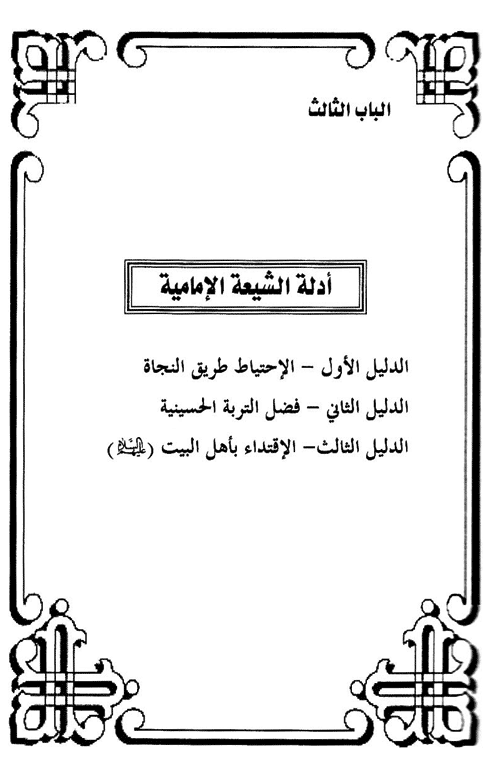 الباب الثالث
أدلة الشيعة الإمامية
الدليل الأول – الإحتياط طريق النجاة
الدليل الثاني – فضل التربة الحسينية
الدليل الثالث– الإقتداء بأهل البيت (عليهم السلام)